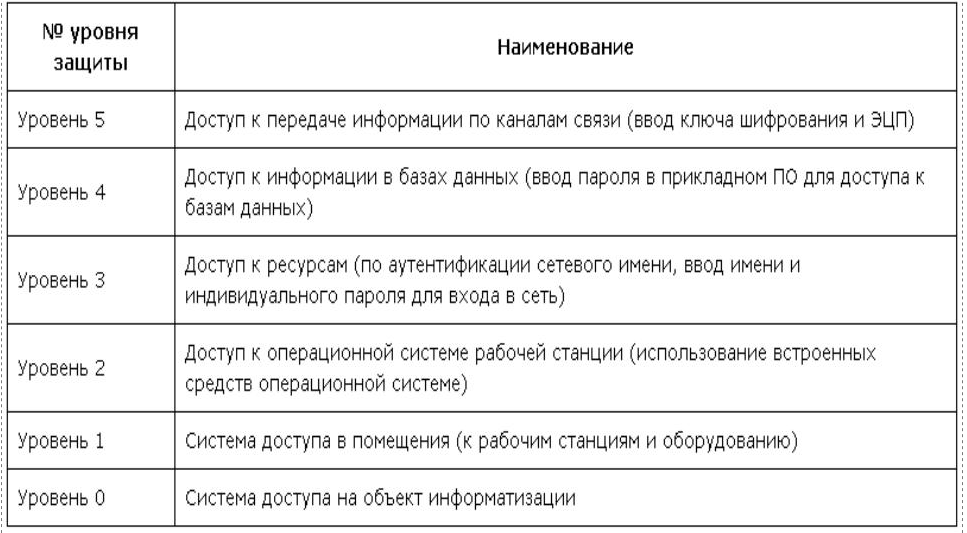 № уровня
защиты
Наименование
Уровень 5
Доступ к передаче информации по каналам связи (ввод ключа шифрования и ЭЦП)
Уровень 4
Доступ к информации в базах данных (ввод пароля в прикладном ПО для доступа к
базам данных)
Уровень 3
Доступ к ресурсам (по аутентификации сетевого имени, ввод имени и
индивидуального пароля для входа в сеть)
Уровень 2
Доступ к операционной системе рабочей станции (использование встроенных
средств операционной системе)
Уровень 1
Система доступа в помещения (к рабочим станциям и оборудованию)
Уровень 0
Система доступа на объект информатизации